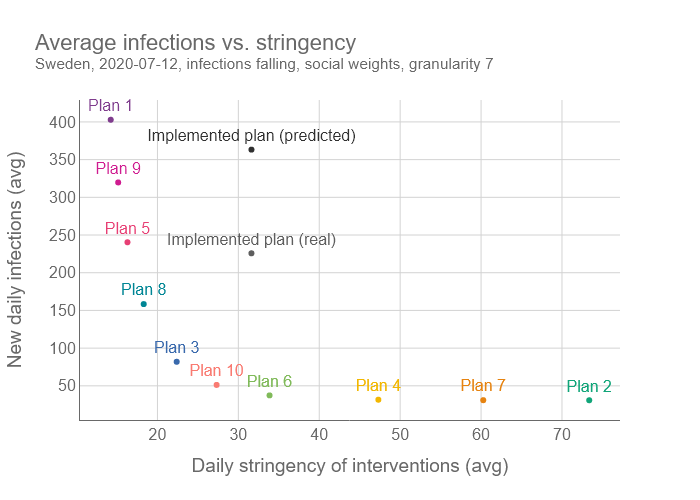 Average infections vs. stringency
Sweden, 2020-07-12, infections falling, social weights, granularity 7
Plan 1
400
Implemented plan (predicted)
350
Plan 9
300
Plan 5
250
Implemented plan (real)
200
Plan 8
150
Plan 3
100
Plan 10
Plan 6
Plan 4
Plan 7
Plan 2
50
New daily infections (avg)
20 30 40 50 60 70
Daily stringency of interventions (avg)